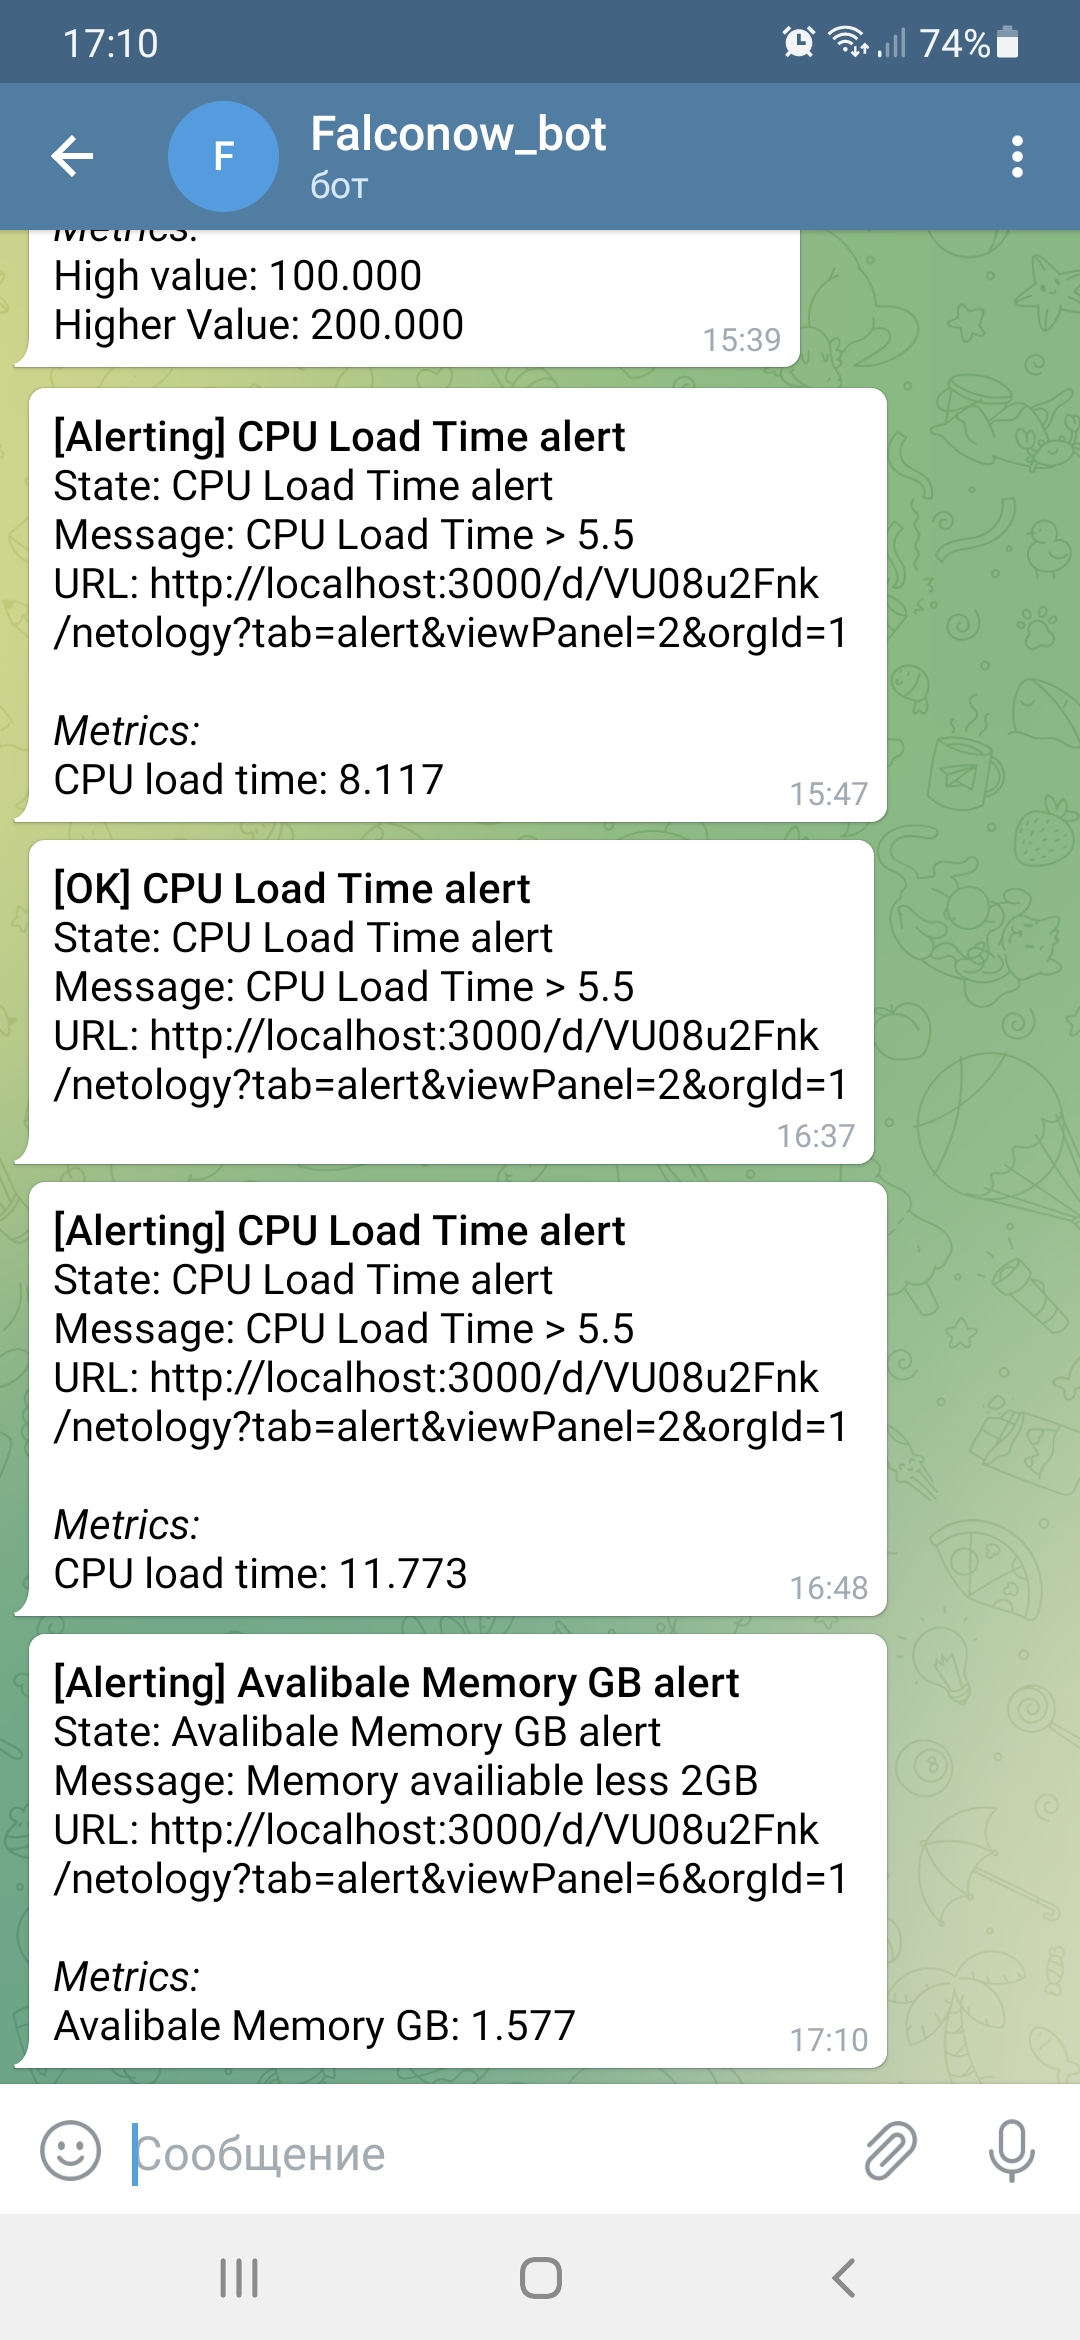 17:10
74%
F
Falconow_bot
бот
Metrics:
High value: 100.000
Higher Value: 200.000
15:39
[Alerting] CPU Load Time alert
State: CPU Load Time alert
Message: CPU Load Time > 5.5
URL: http://localhost:3000/d/VU08u2Fnk
/netology?tab=alert&viewPanel=2&orgId=1
Metrics:
CPU load time: 8.117
15:47
[OK] CPU Load Time alert
State: CPU Load Time alert
Message: CPU Load Time > 5.5
URL: http://localhost:3000/d/VU08u2Fnk
/netology?tab=alert&viewPanel=2&orgId=1
16:37
[Alerting] CPU Load Time alert
State: CPU Load Time alert
Message: CPU Load Time > 5.5
URL: http://localhost:3000/d/VU08u2Fnk
/netology?tab=alert&viewPanel=2&orgId=1
Metrics:
CPU load time: 11.773
16:48
[Alerting] Avalibale Memory GB alert
State: Avalibale Memory GB alert
Message: Memory availiable less 2GB
URL: http://localhost:3000/d/VU08u2Fnk
/netology?tab=alert&viewPanel=6&orgId=1
Metrics:
Avalibale Memory GB: 1.577
17:10
Сообщение